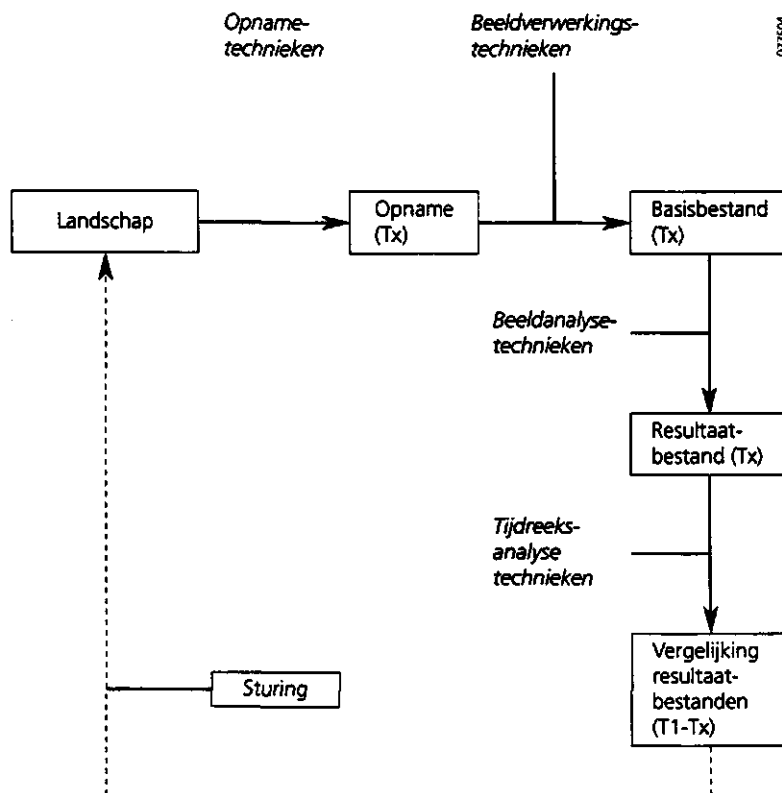 Opname-
technieken
Beeldverwerkings-
technieken
Landschap
Opname
(Tx)
Basisbestand
(Tx)
Beeldanalyse-
technieken
Resultaat-
bestand (Tx)
Tijdreeks-
analyse
technieken
Vergelijking
resultaat-
bestanden
(T1-Tx)
Sturing